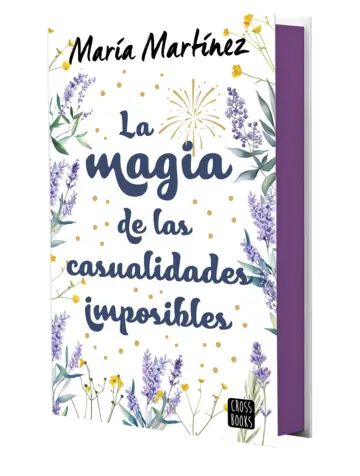 María Martínez
La
magia
de las
casualidades
imposibles
CROSS
BOOKS